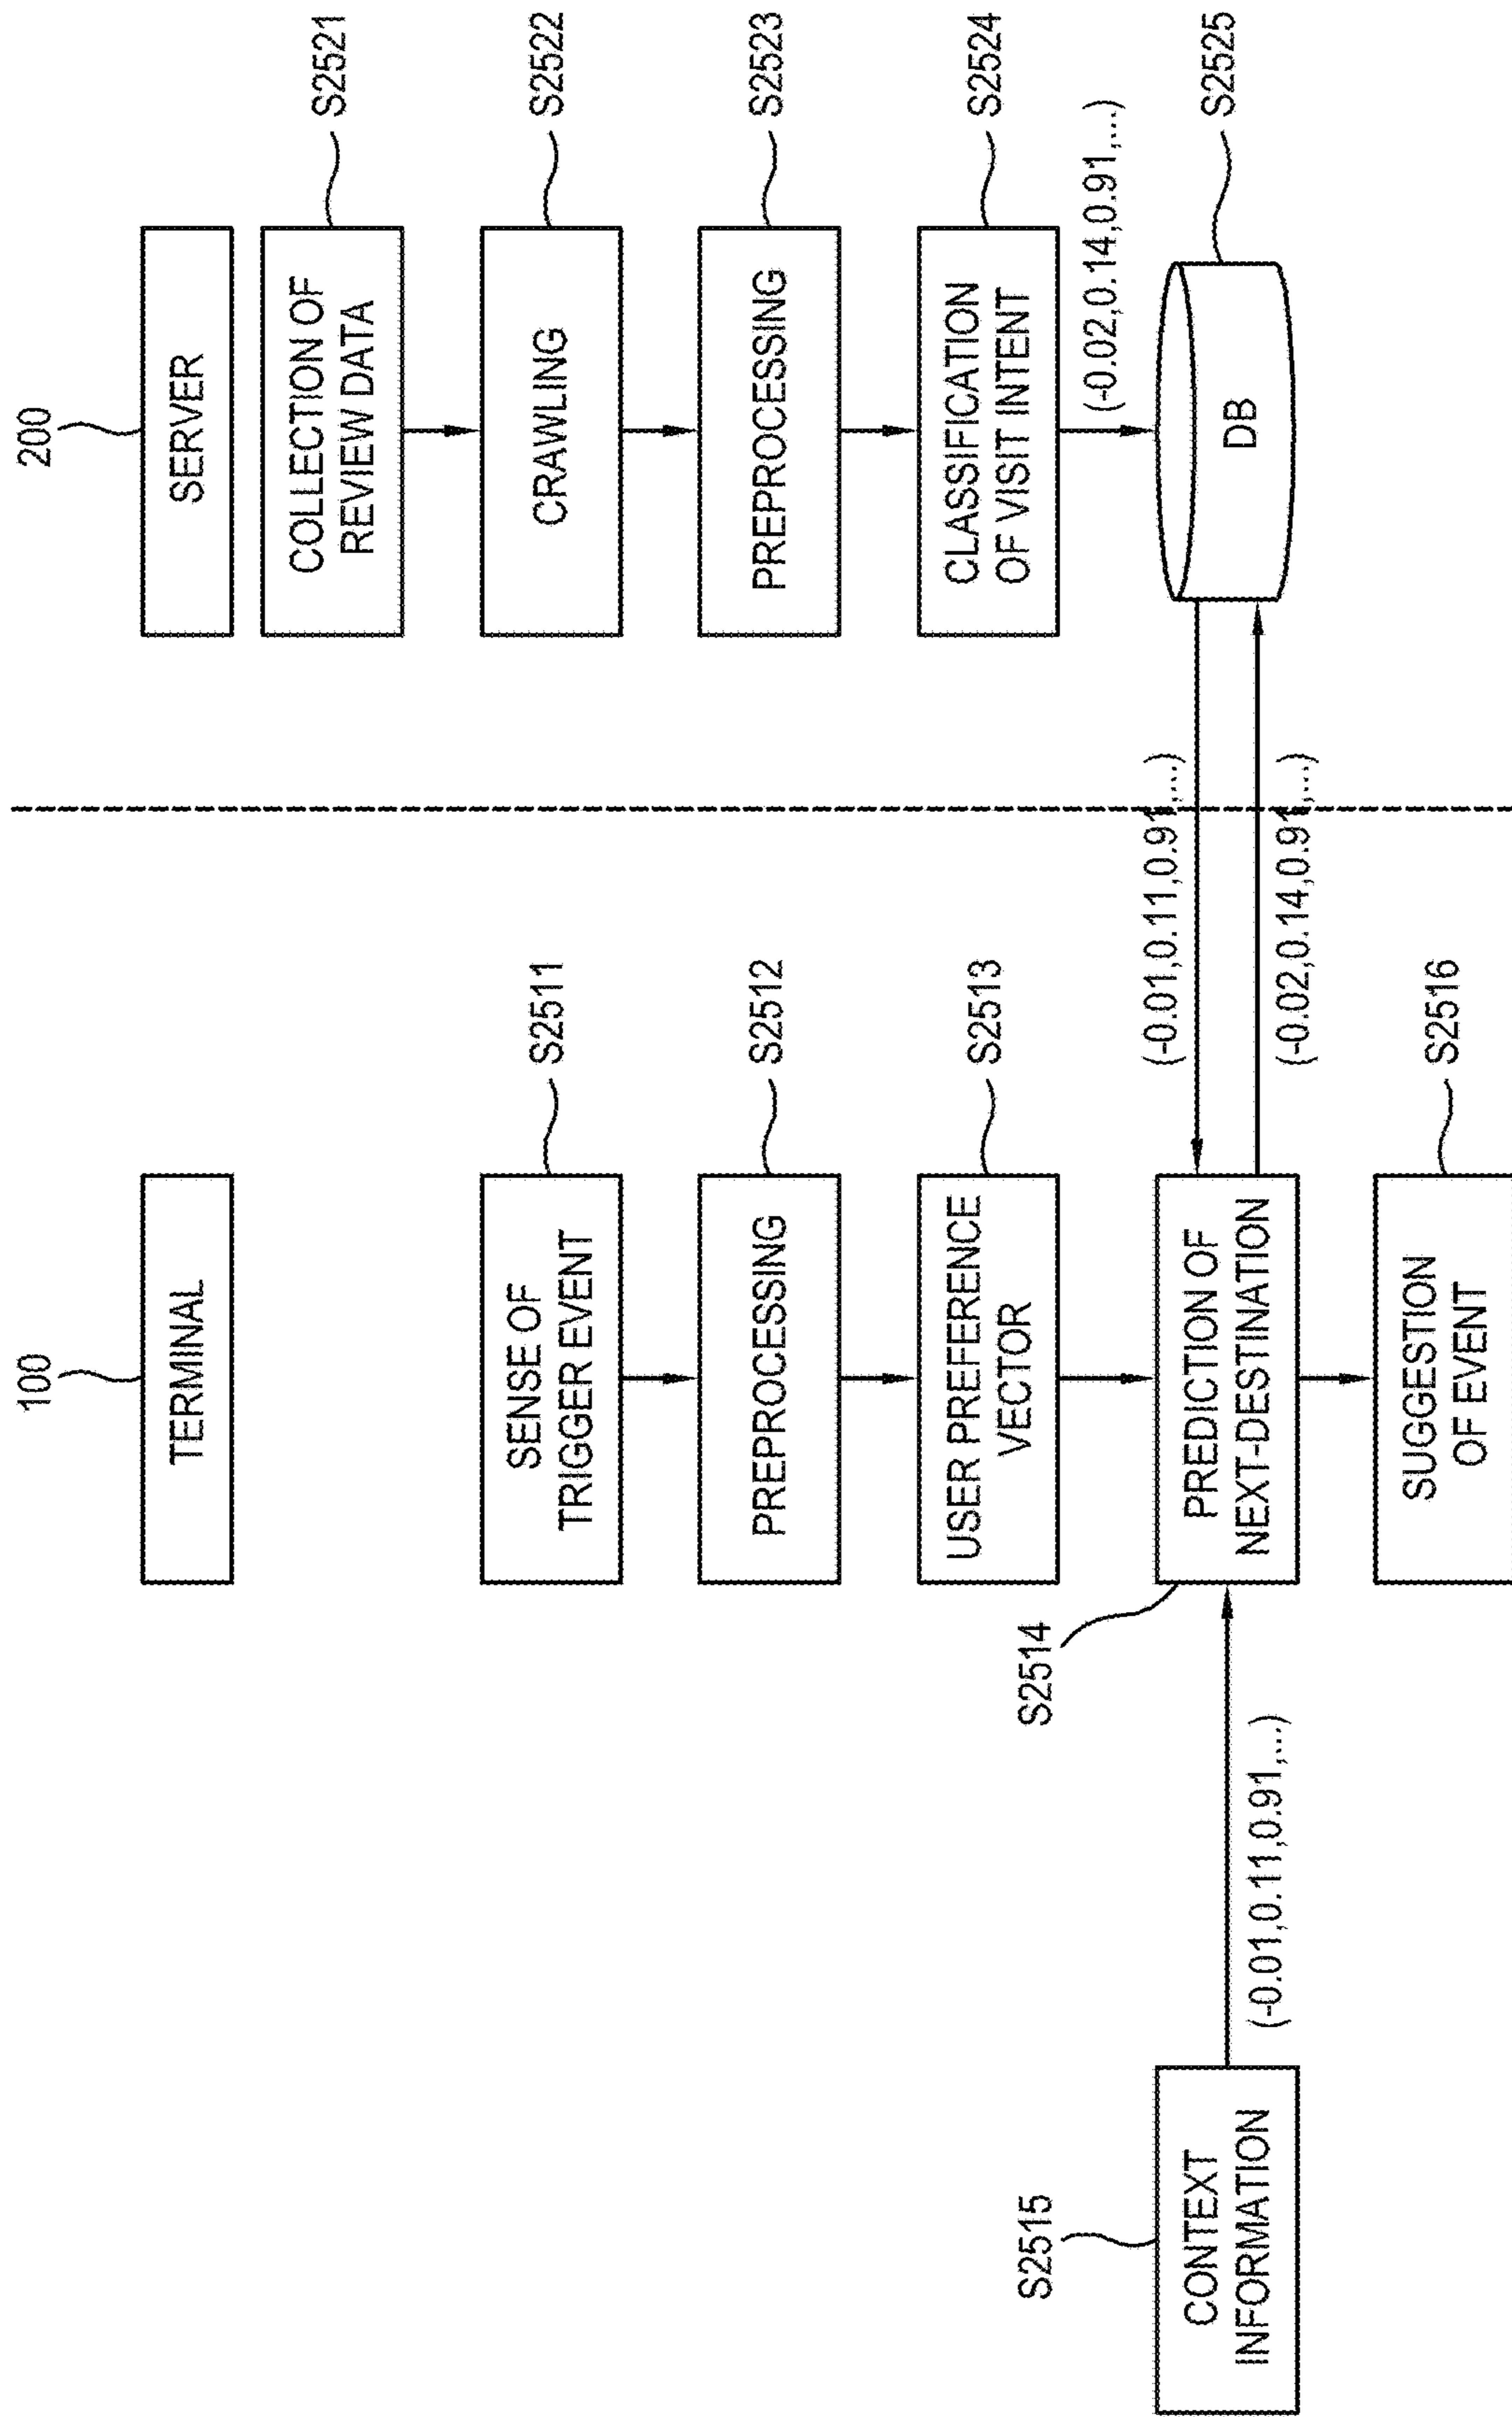 100
TERMINAL
200
SERVER
COLLECTION OF
REVIEW DATA
S2521
SENSE OF
TRIGGER EVENT
S2511
CRAWLING
S2522
PREPROCESSING
S2512
PREPROCESSING
S2523
USER PREFERENCE
VECTOR
S2513
CLASSIFICATION
OF VISIT INTENT
S2524
(-0.02,0.14,0.91,...)
S2515
CONTEXT
INFORMATION
(-0.01,0.11,0.91,...)
S2514
PREDICTION OF
NEXT-DESTINATION
(-0.01,0.11,0.91,...)
(-0.02,0.14,0.91,...)
DB
S2525
SUGGESTION
OF EVENT
S2516